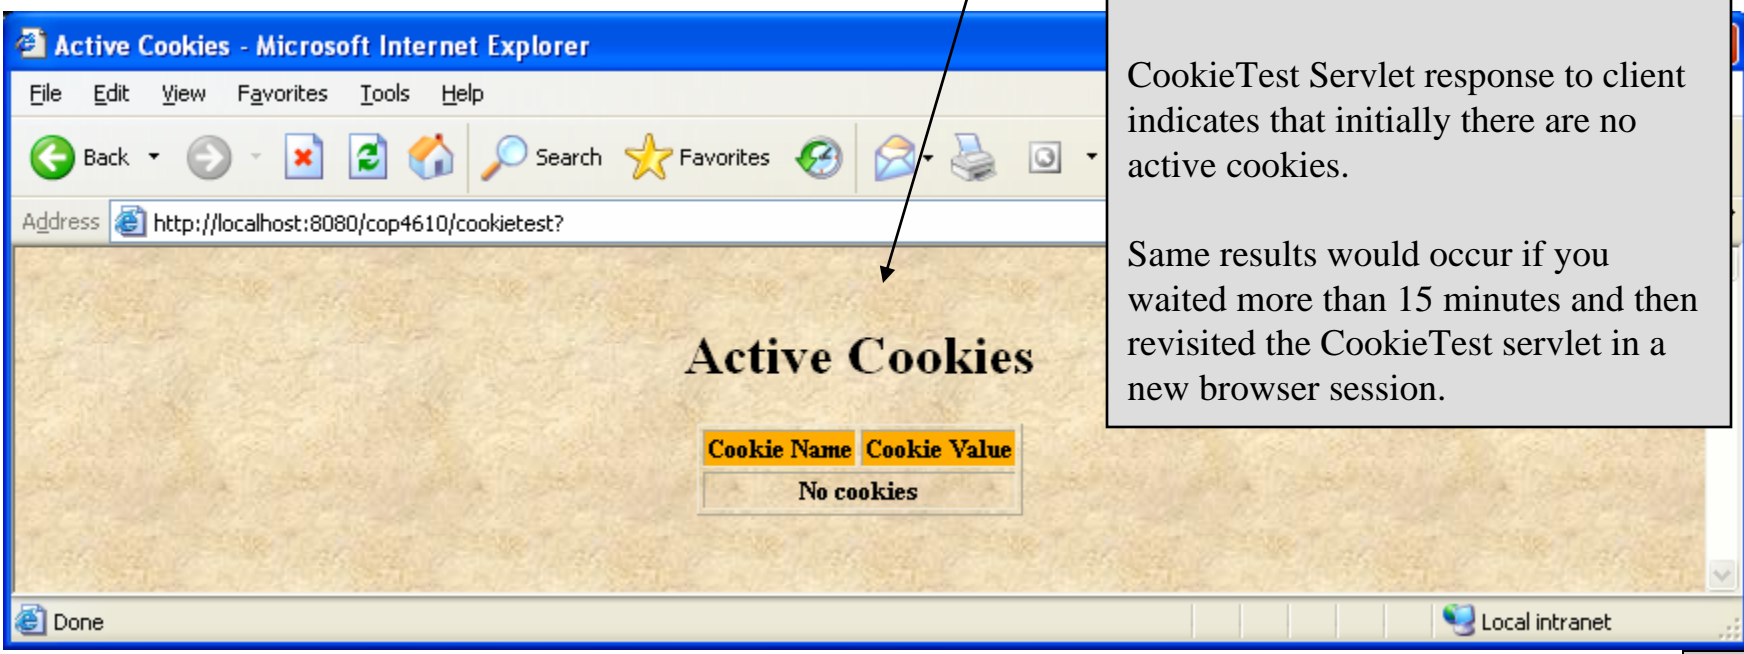 Active Cookies - Microsoft Internet Explorer
File Edit View Favorites Tools Help
Back Search Favorites
Address http://localhost:8080/cop4610/cookietest?
CookieTest Servlet response to client
indicates that initially there are no
active cookies.
Same results would occur if you
waited more than 15 minutes and then
revisited the CookieTest servlet in a
new browser session.
Active Cookies
Cookie Name Cookie Value
No cookies
Done Local intranet